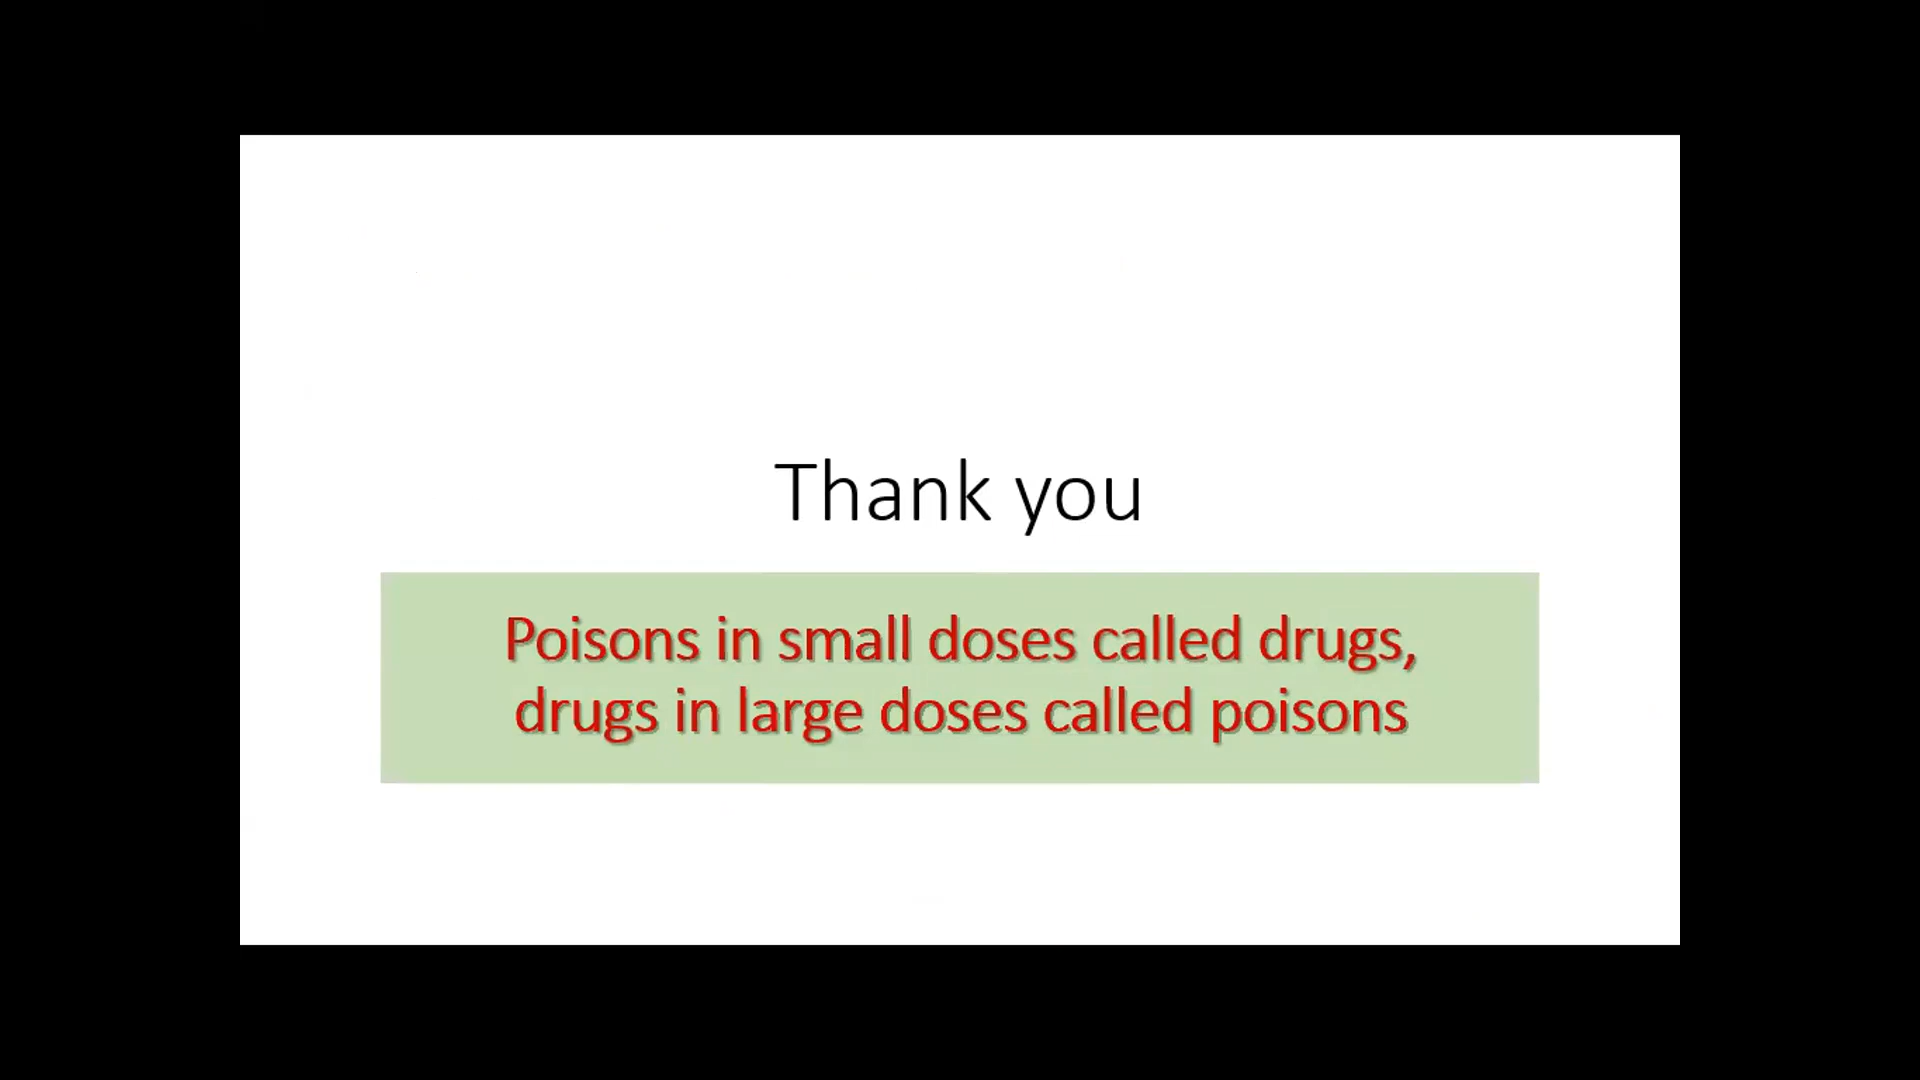 Thank you
Poisons in small doses called drugs,
drugs in large doses called poisons